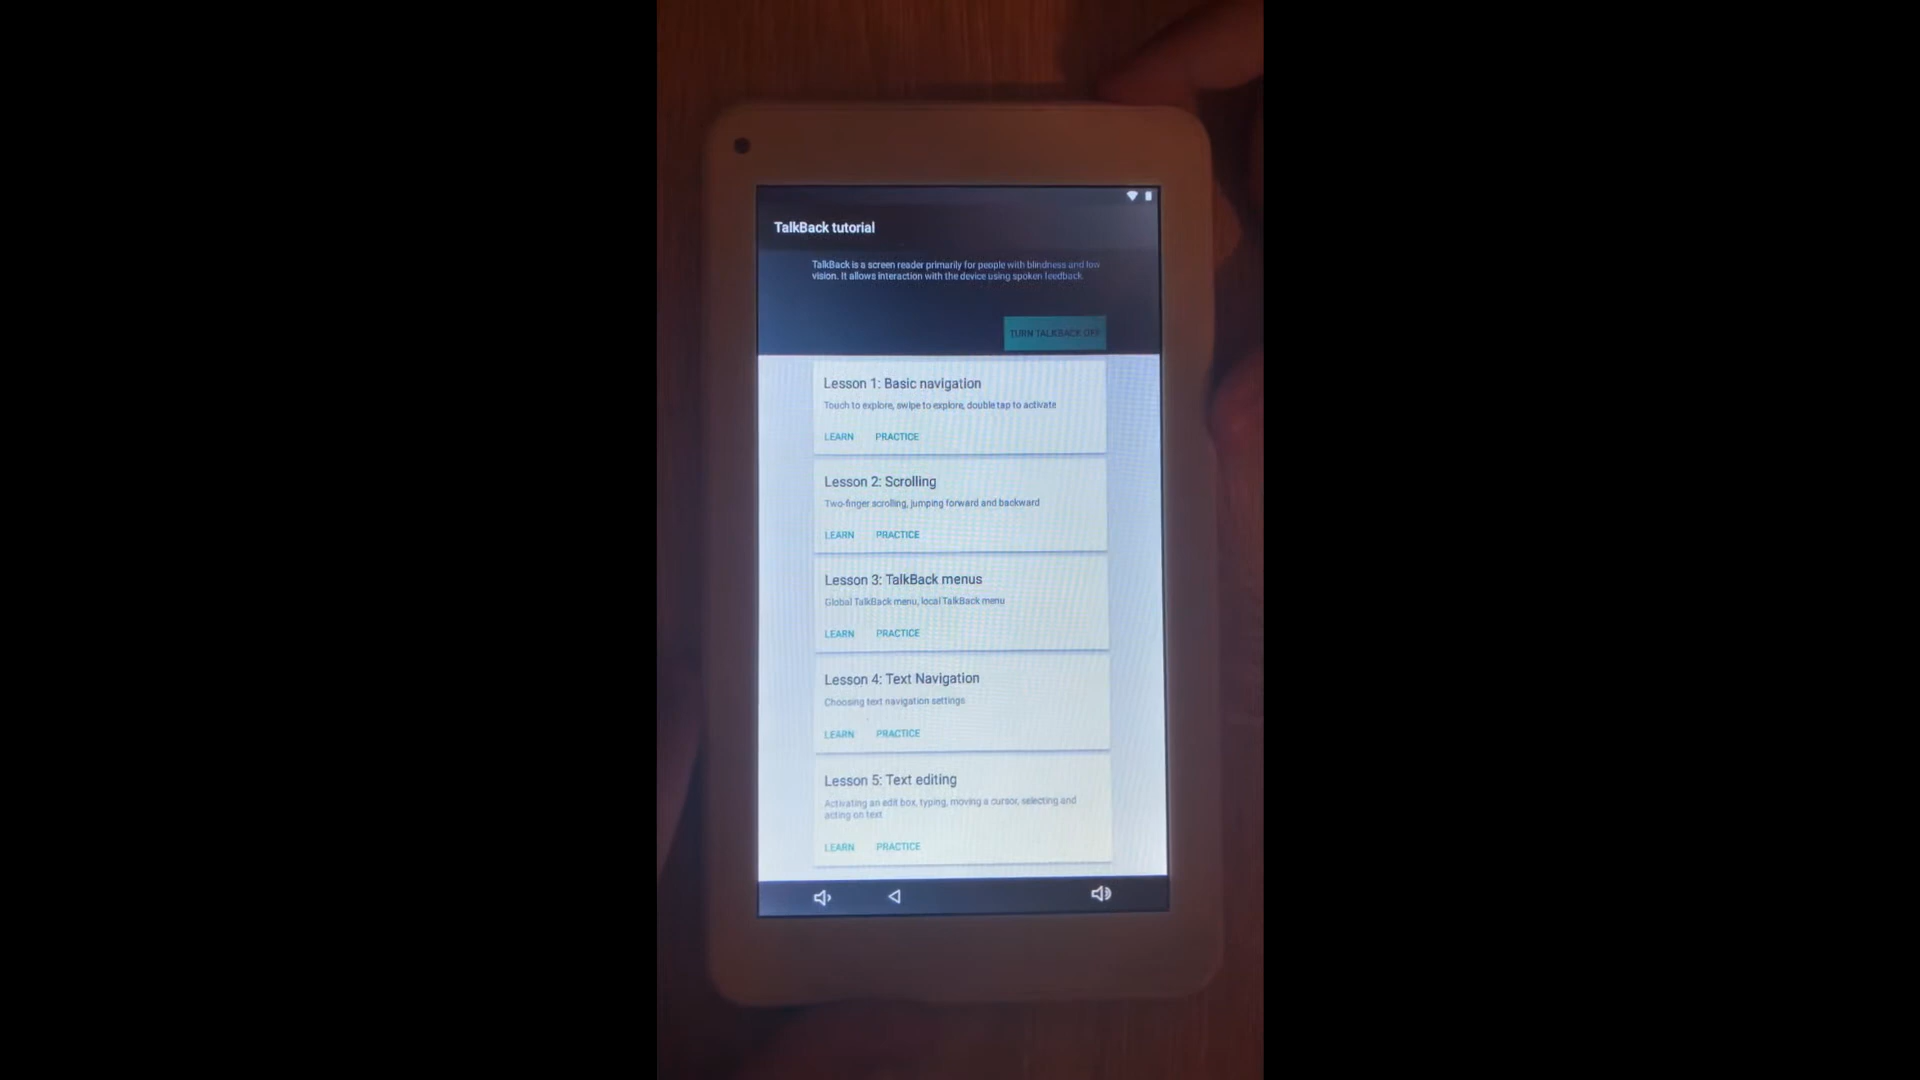 TalkBack tutorial
TalkBack is a screen reader primarily for people with blindness and low
vision. It allows interaction with the device using spoken feedback.
TURN TALKBACK OFF
Lesson 1: Basic navigation
Touch to explore, swipe to explore, double tap to activate
LEARN PRACTICE
Lesson 2: Scrolling
Two-finger scrolling, jumping forward and backward
LEARN PRACTICE
Lesson 3: TalkBack menus
Global TalkBack menu, local TalkBack menu
LEARN PRACTICE
Lesson 4: Text Navigation
Choosing text navigation settings
LEARN PRACTICE
Lesson 5: Text editing
Activating an edit box, typing, moving a cursor, selecting and
acting on text
LEARN PRACTICE